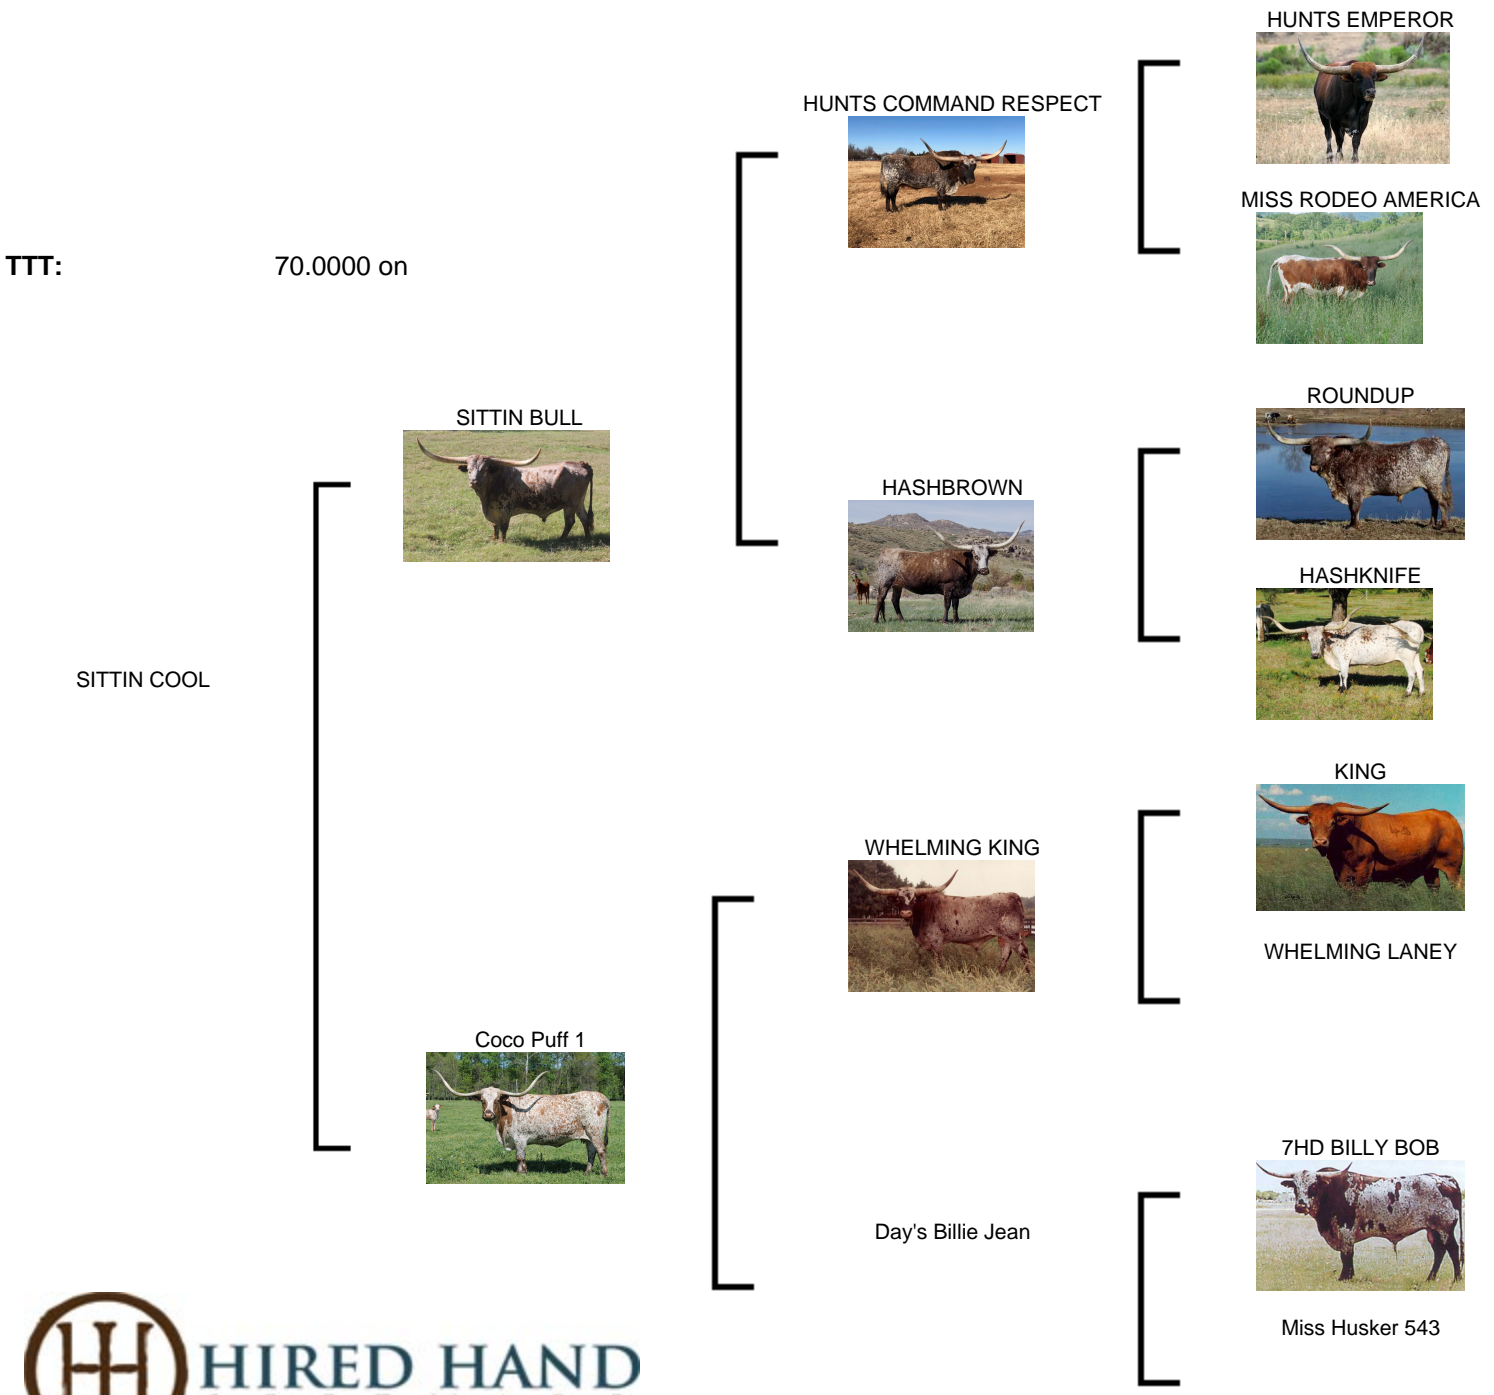 HUNTS EMPEROR
HUNTS COMMAND RESPECT
MISS RODEO AMERICA
TTT: 70.0000 on
ROUNDUP
SITTIN BULL
HASHBROWN
HASHKNIFE
SITTIN COOL
KING
WHELMING KING
WHELMING LANEY
Coco Puff 1
7HD BILLY BOB
Day's Billie Jean
Miss Husker 543
HIRED HAND